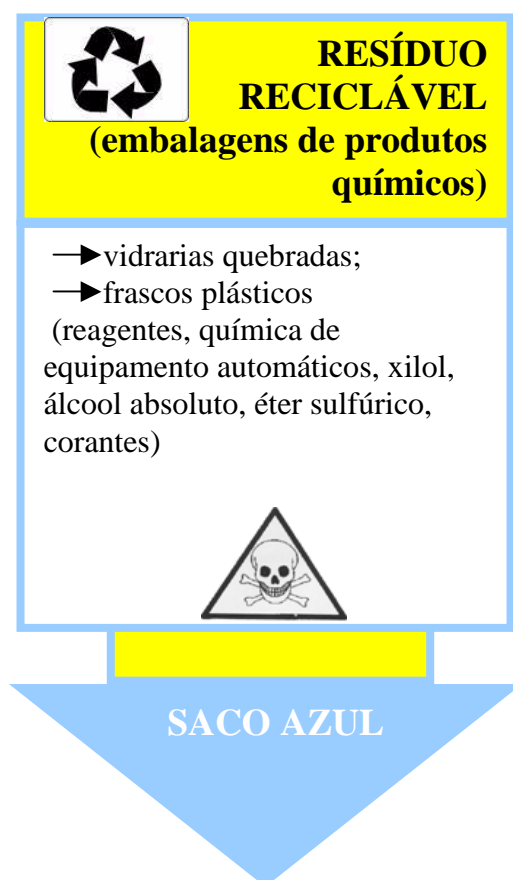 RESÍDUO
RECICLÁVEL
(embalagens de produtos
químicos)
vidrarias quebradas;
frascos plásticos
(reagentes, química de
equipamento automáticos, xilol,
álcool absoluto, éter sulfúrico,
corantes)
SACO AZUL